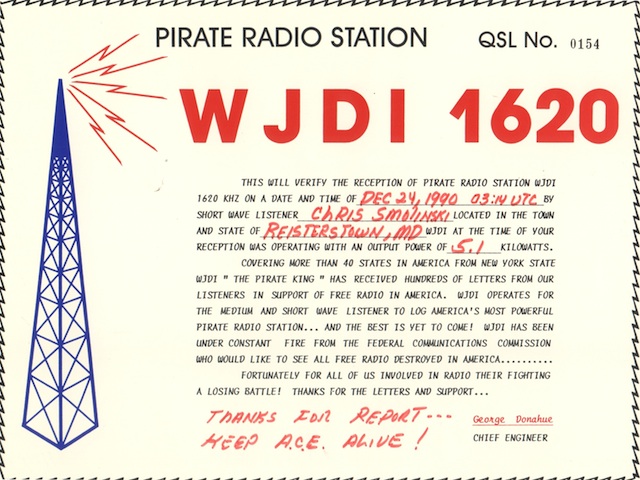 PIRATE RADIO STATION QSL No. 0154
WJDI 1620
THIS WILL VERIFY THE RECEPTION OF PIRATE RADIO STATION WJDI
1620 KHZ ON A DATE AND TIME OF DEC 24, 1990 03:14 UTC BY
SHORT WAVE LISTENER CHRIS SMOLINSKI LOCATED IN THE TOWN
AND STATE OF REISTERSTOWN, MD WJDI AT THE TIME OF YOUR
RECEPTION WAS OPERATING WITH AN OUTPUT POWER OF 5.1 KILOWATTS.
COVERING MORE THAN 40 STATES IN AMERICA FROM NEW YORK STATE
WJDI " THE PIRATE KING " HAS RECEIVED HUNDREDS OF LETTERS FROM OUR
LISTENERS IN SUPPORT OF FREE RADIO IN AMERICA. WJDI OPERATES FOR
THE MEDIUM AND SHORT WAVE LISTENER TO LOG AMERICA'S MOST POWERFUL
PIRATE RADIO STATION... AND THE BEST IS YET TO COME! WJDI HAS BEEN
UNDER CONSTANT FIRE FROM THE FEDERAL COMMUNICATIONS COMMISSION
WHO WOULD LIKE TO SEE ALL FREE RADIO DESTROYED IN AMERICA..........
FORTUNATELY FOR ALL OF US INVOLVED IN RADIO THEIR FIGHTING
A LOSING BATTLE! THANKS FOR THE LETTERS AND SUPPORT...
THANKS FOR REPORT---
KEEP A.C.E. ALIVE!
George Donahue
CHIEF ENGINEER